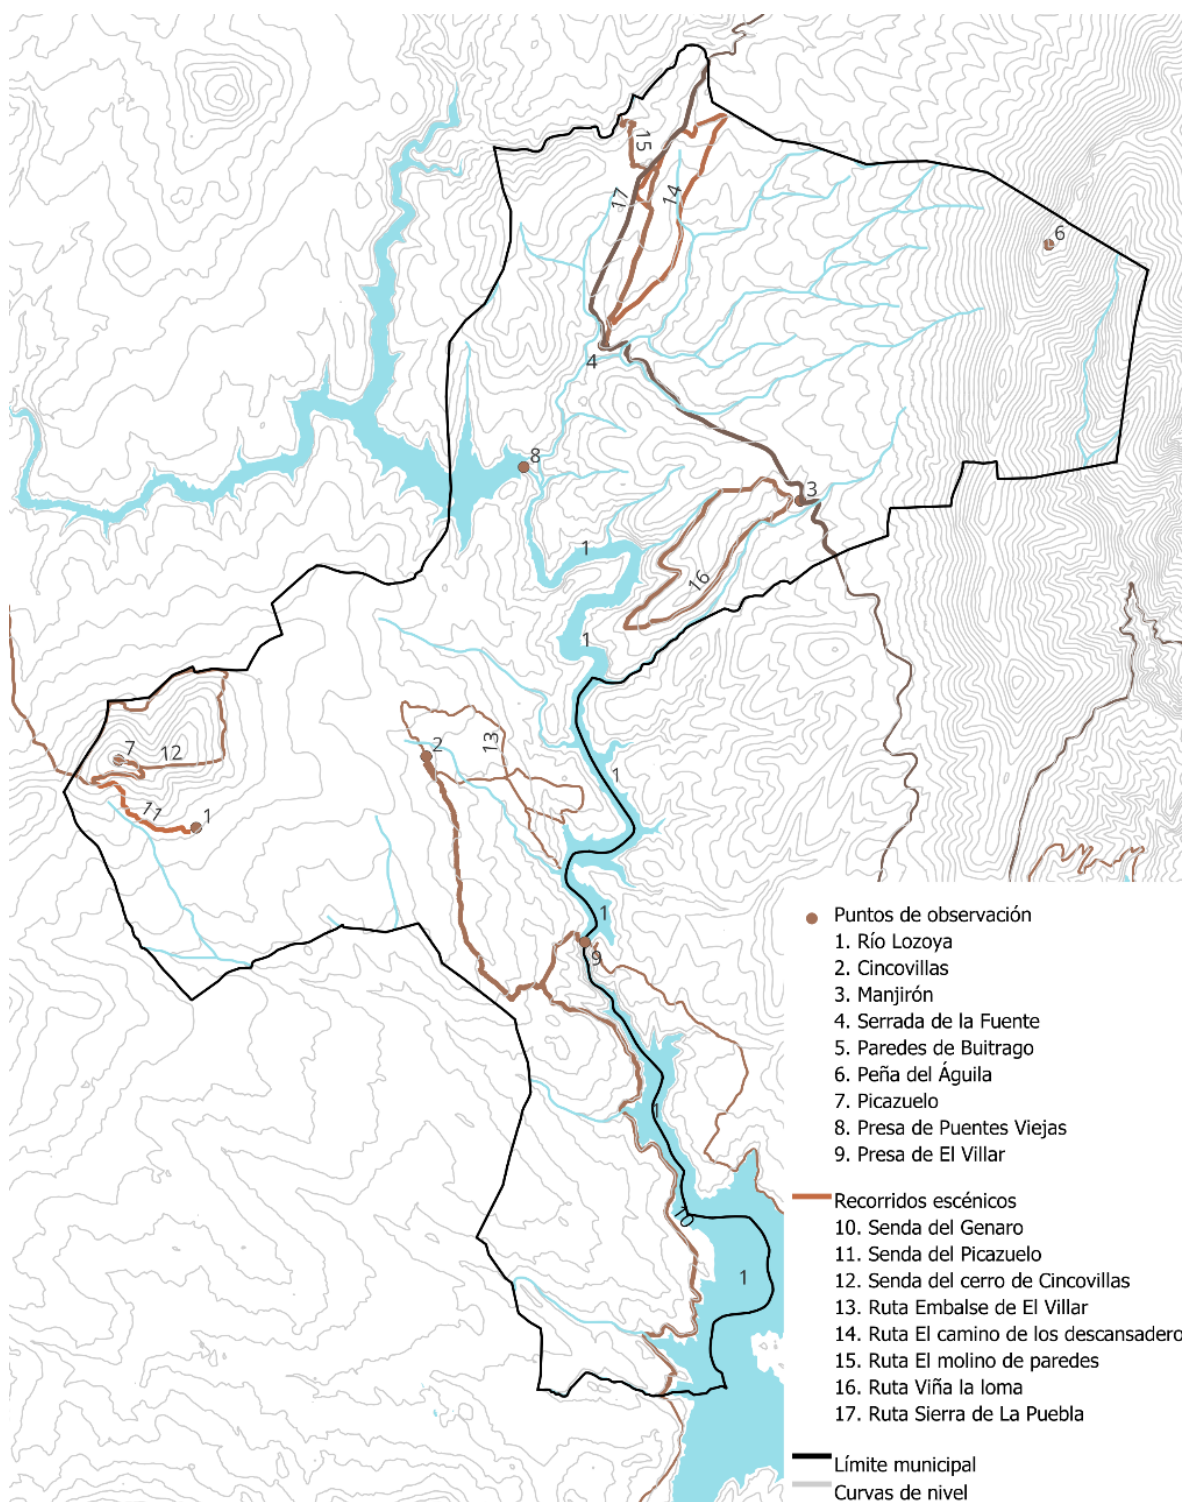 15
17
14
6
4
8
3
1
16
1
7
12
2
13
1
11
1
1
9
1
10
1
Puntos de observación
1. Río Lozoya
2. Cincovillas
3. Manjirón
4. Serrada de la Fuente
5. Paredes de Buitrago
6. Peña del Águila
7. Picazuelo
8. Presa de Puentes Viejas
9. Presa de El Villar
Recorridos escénicos
10. Senda del Genaro
11. Senda del Picazuelo
12. Senda del cerro de Cincovillas
13. Ruta Embalse de El Villar
14. Ruta El camino de los descansadero
15. Ruta El molino de paredes
16. Ruta Viña la loma
17. Ruta Sierra de La Puebla
Límite municipal
Curvas de nivel